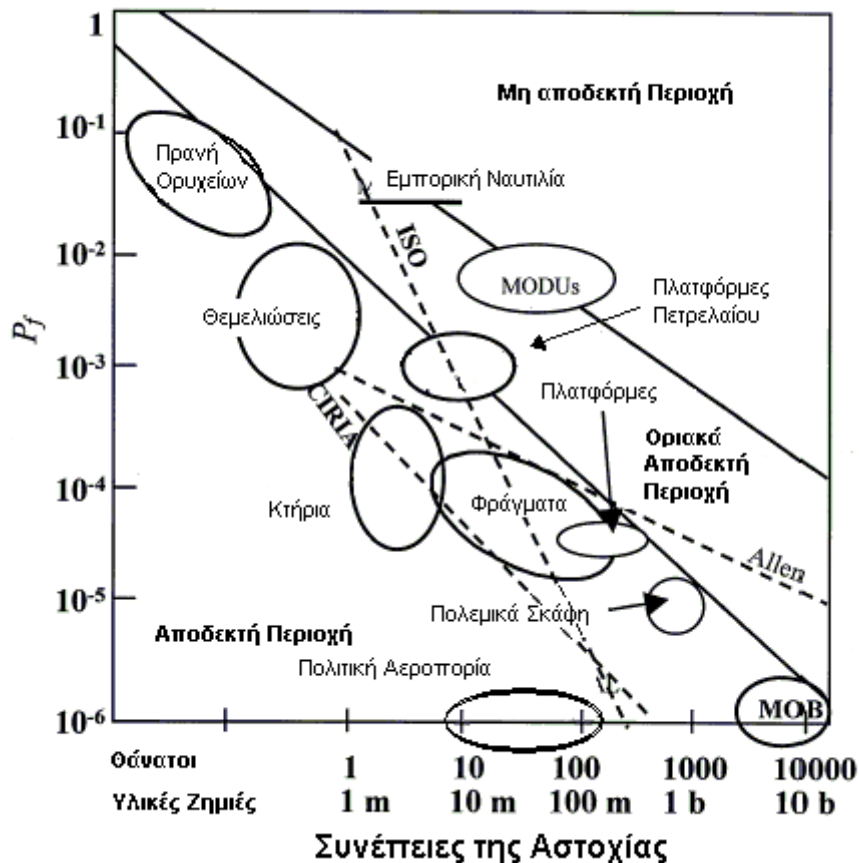 1
Μη αποδεκτή Περιοχή
10⁻¹
Πρανή
Ορυχείων
Εμπορική Ναυτιλία
ISO
10⁻²
MODUs
Πλατφόρμες
Πετρελαίου
Θεμελιώσεις
P_f
10⁻³
Πλατφόρμες
CIRIA
Οριακά
Αποδεκτή
Περιοχή
10⁻⁴
Φράγματα
Κτήρια
Allen
10⁻⁵
Πολεμικά Σκάφη
Αποδεκτή Περιοχή
Πολιτική Αεροπορία
10⁻⁶
MOB
Θάνατοι 1 10 100 1000 10000
Υλικές Ζημιές 1 m 10 m 100 m 1 b 10 b
Συνέπειες της Αστοχίας